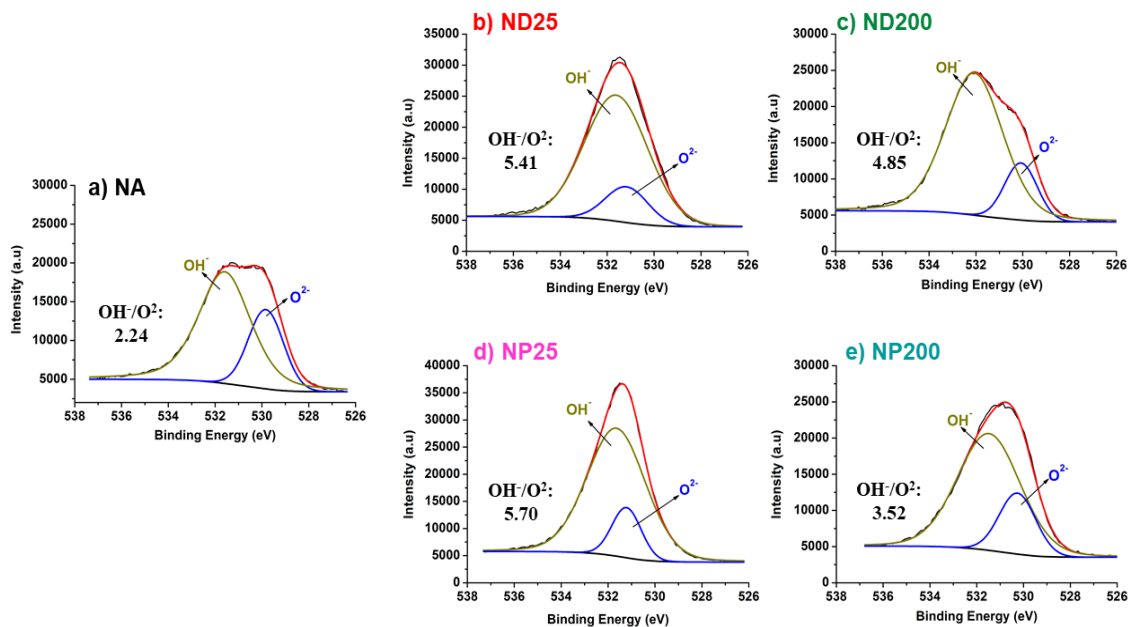 a) NA
30000
25000
20000
15000
10000
5000
Intensity (a.u)
OH⁻
O²⁻
OH⁻/O²:
2.24
538 536 534 532 530 528 526
Binding Energy (eV)
b) ND25
35000
30000
25000
20000
15000
10000
5000
0
Intensity (a.u)
OH⁻
O²⁻
OH⁻/O²:
5.41
538 536 534 532 530 528 526
Binding Energy (eV)
c) ND200
30000
25000
20000
15000
10000
5000
0
Intensity (a.u)
OH⁻
O²⁻
OH⁻/O²:
4.85
538 536 534 532 530 528 526
Binding Energy (eV)
d) NP25
40000
35000
30000
25000
20000
15000
10000
5000
0
Intensity (a.u)
OH⁻
O²⁻
OH⁻/O²:
5.70
538 536 534 532 530 528 526
Binding Energy (eV)
e) NP200
30000
25000
20000
15000
10000
5000
0
Intensity (a.u)
OH⁻
O²⁻
OH⁻/O²:
3.52
538 536 534 532 530 528 526
Binding Energy (eV)